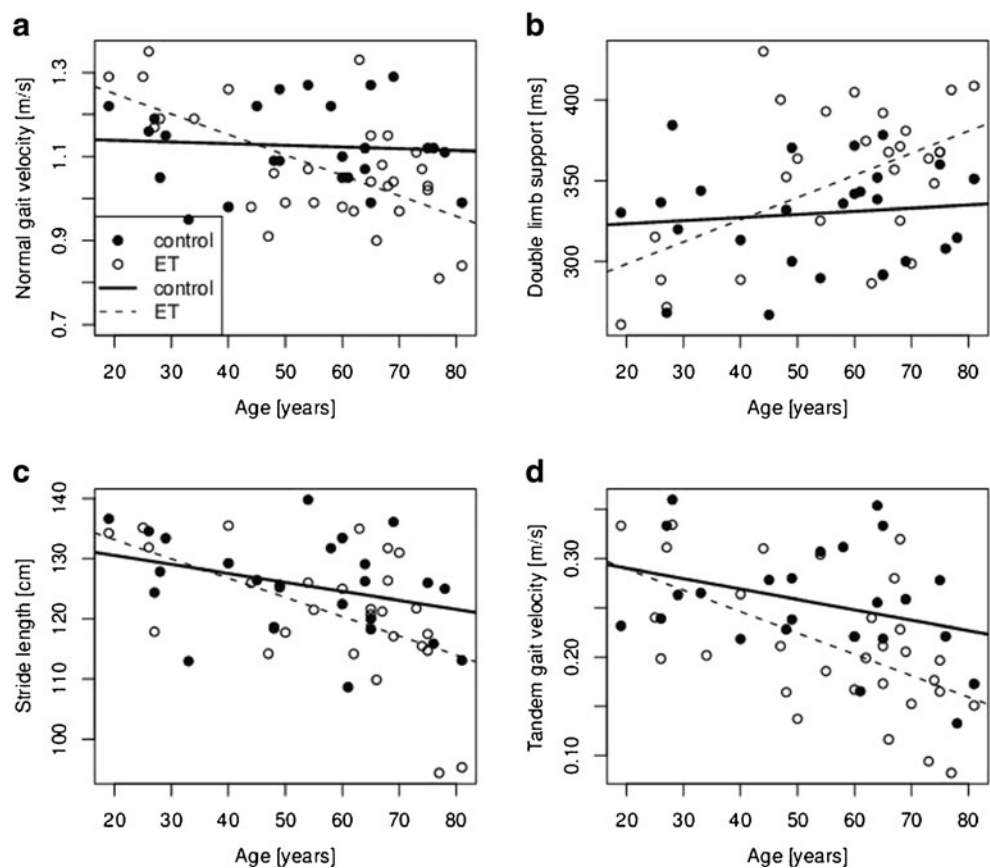 a
Normal gait velocity [m/s]
1.3
1.1
0.9
0.7
control
ET
control
ET
20 30 40 50 60 70 80
Age [years]
b
Double limb support [ms]
400
350
300
20 30 40 50 60 70 80
Age [years]
c
Stride length [cm]
140
130
120
110
100
20 30 40 50 60 70 80
Age [years]
d
Tandem gait velocity [m/s]
0.30
0.20
0.10
20 30 40 50 60 70 80
Age [years]